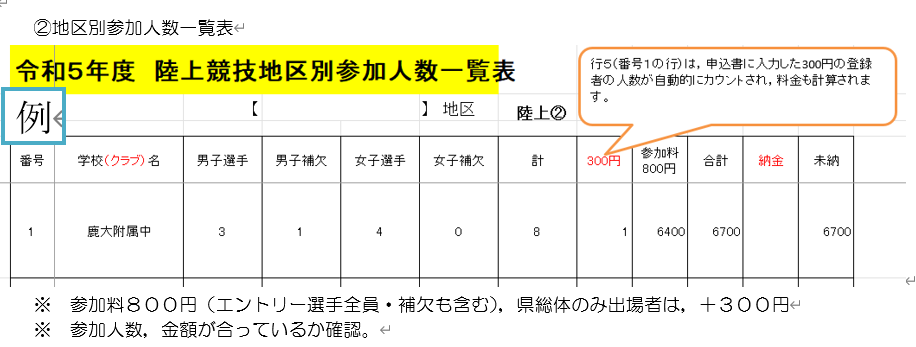 ②地区別参加人数一覧表
令和5年度　陸上競技地区別参加人数一覧表
行5(番号1の行)は，申込書に入力した300円の登録
者の人数が自動的にカウントされ，料金も計算されま
す。
例
【　　　　　　　　】地区　陸上②
番号　学校(クラブ)名　男子選手　男子補欠　女子選手　女子補欠　計　300円　参加料　合計　納金　未納
800円
1　鹿大附属中　3　1　4　0　8　1　6400　6700　6700
※　参加料８００円（エントリー選手全員・補欠も含む），県総体のみ出場者は，＋３００円
※　参加人数，金額が合っているか確認。